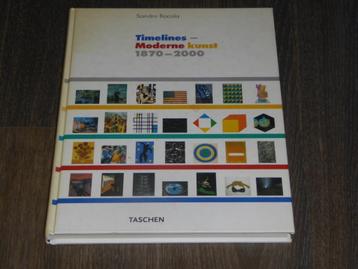 Sandro Bocola
Timelines –
Moderne kunst
1870–2000
TASCHEN